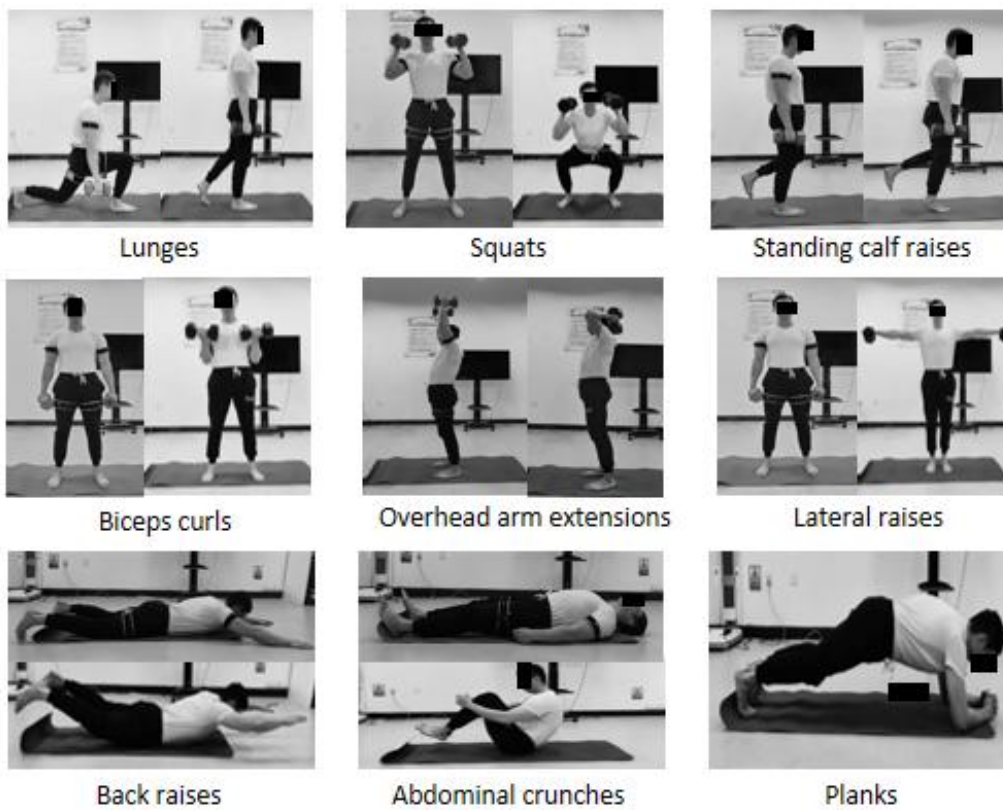 Lunges
Squats
Standing calf raises
Biceps curls
Overhead arm extensions
Lateral raises
Back raises
Abdominal crunches
Planks